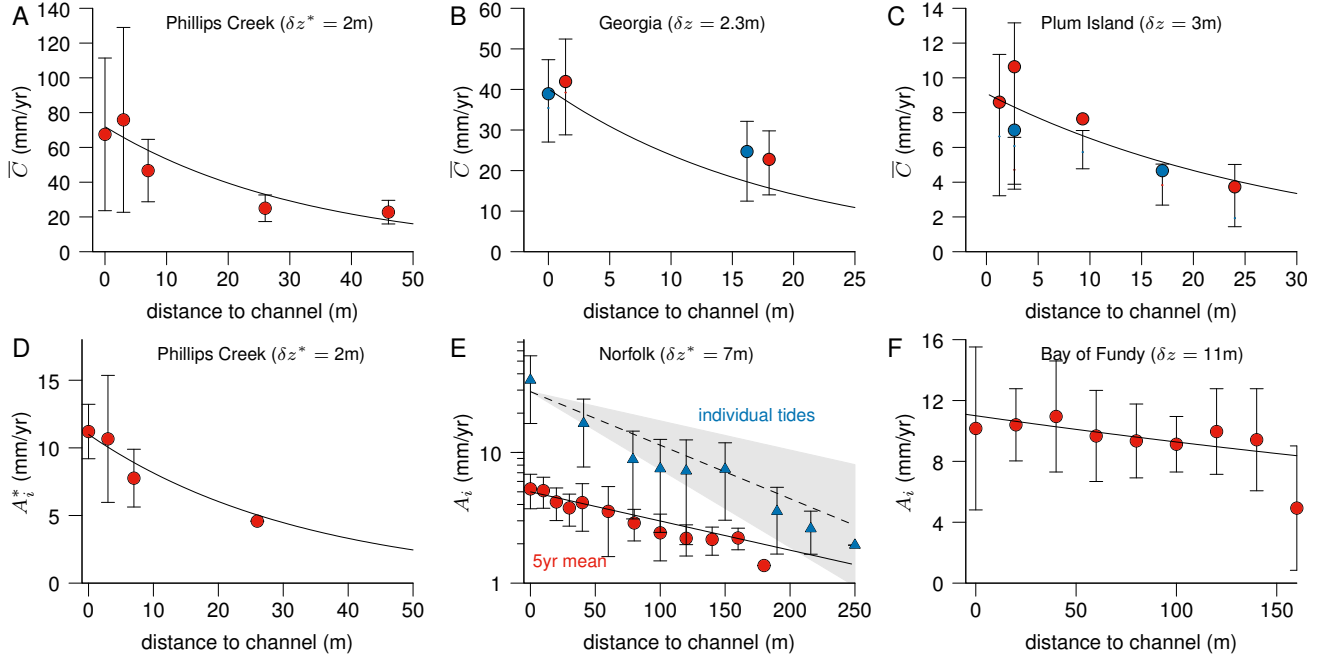 A
Phillips Creek (δz* = 2m)
C̅ (mm/yr)
140
120
100
80
60
40
20
0
0 10 20 30 40 50
distance to channel (m)
B
Georgia (δz = 2.3m)
C̅ (mm/yr)
60
50
40
30
20
10
0
0 5 10 15 20 25
distance to channel (m)
C
Plum Island (δz = 3m)
C̅ (mm/yr)
14
12
10
8
6
4
2
0
0 5 10 15 20 25 30
distance to channel (m)
D
Phillips Creek (δz* = 2m)
A*ᵢ (mm/yr)
15
10
5
0
0 10 20 30 40 50
distance to channel (m)
E
Norfolk (δz* = 7m)
individual tides
5yr mean
Aᵢ (mm/yr)
10
1
0 50 100 150 200 250
distance to channel (m)
F
Bay of Fundy (δz = 11m)
Aᵢ (mm/yr)
16
12
8
4
0
0 50 100 150
distance to channel (m)